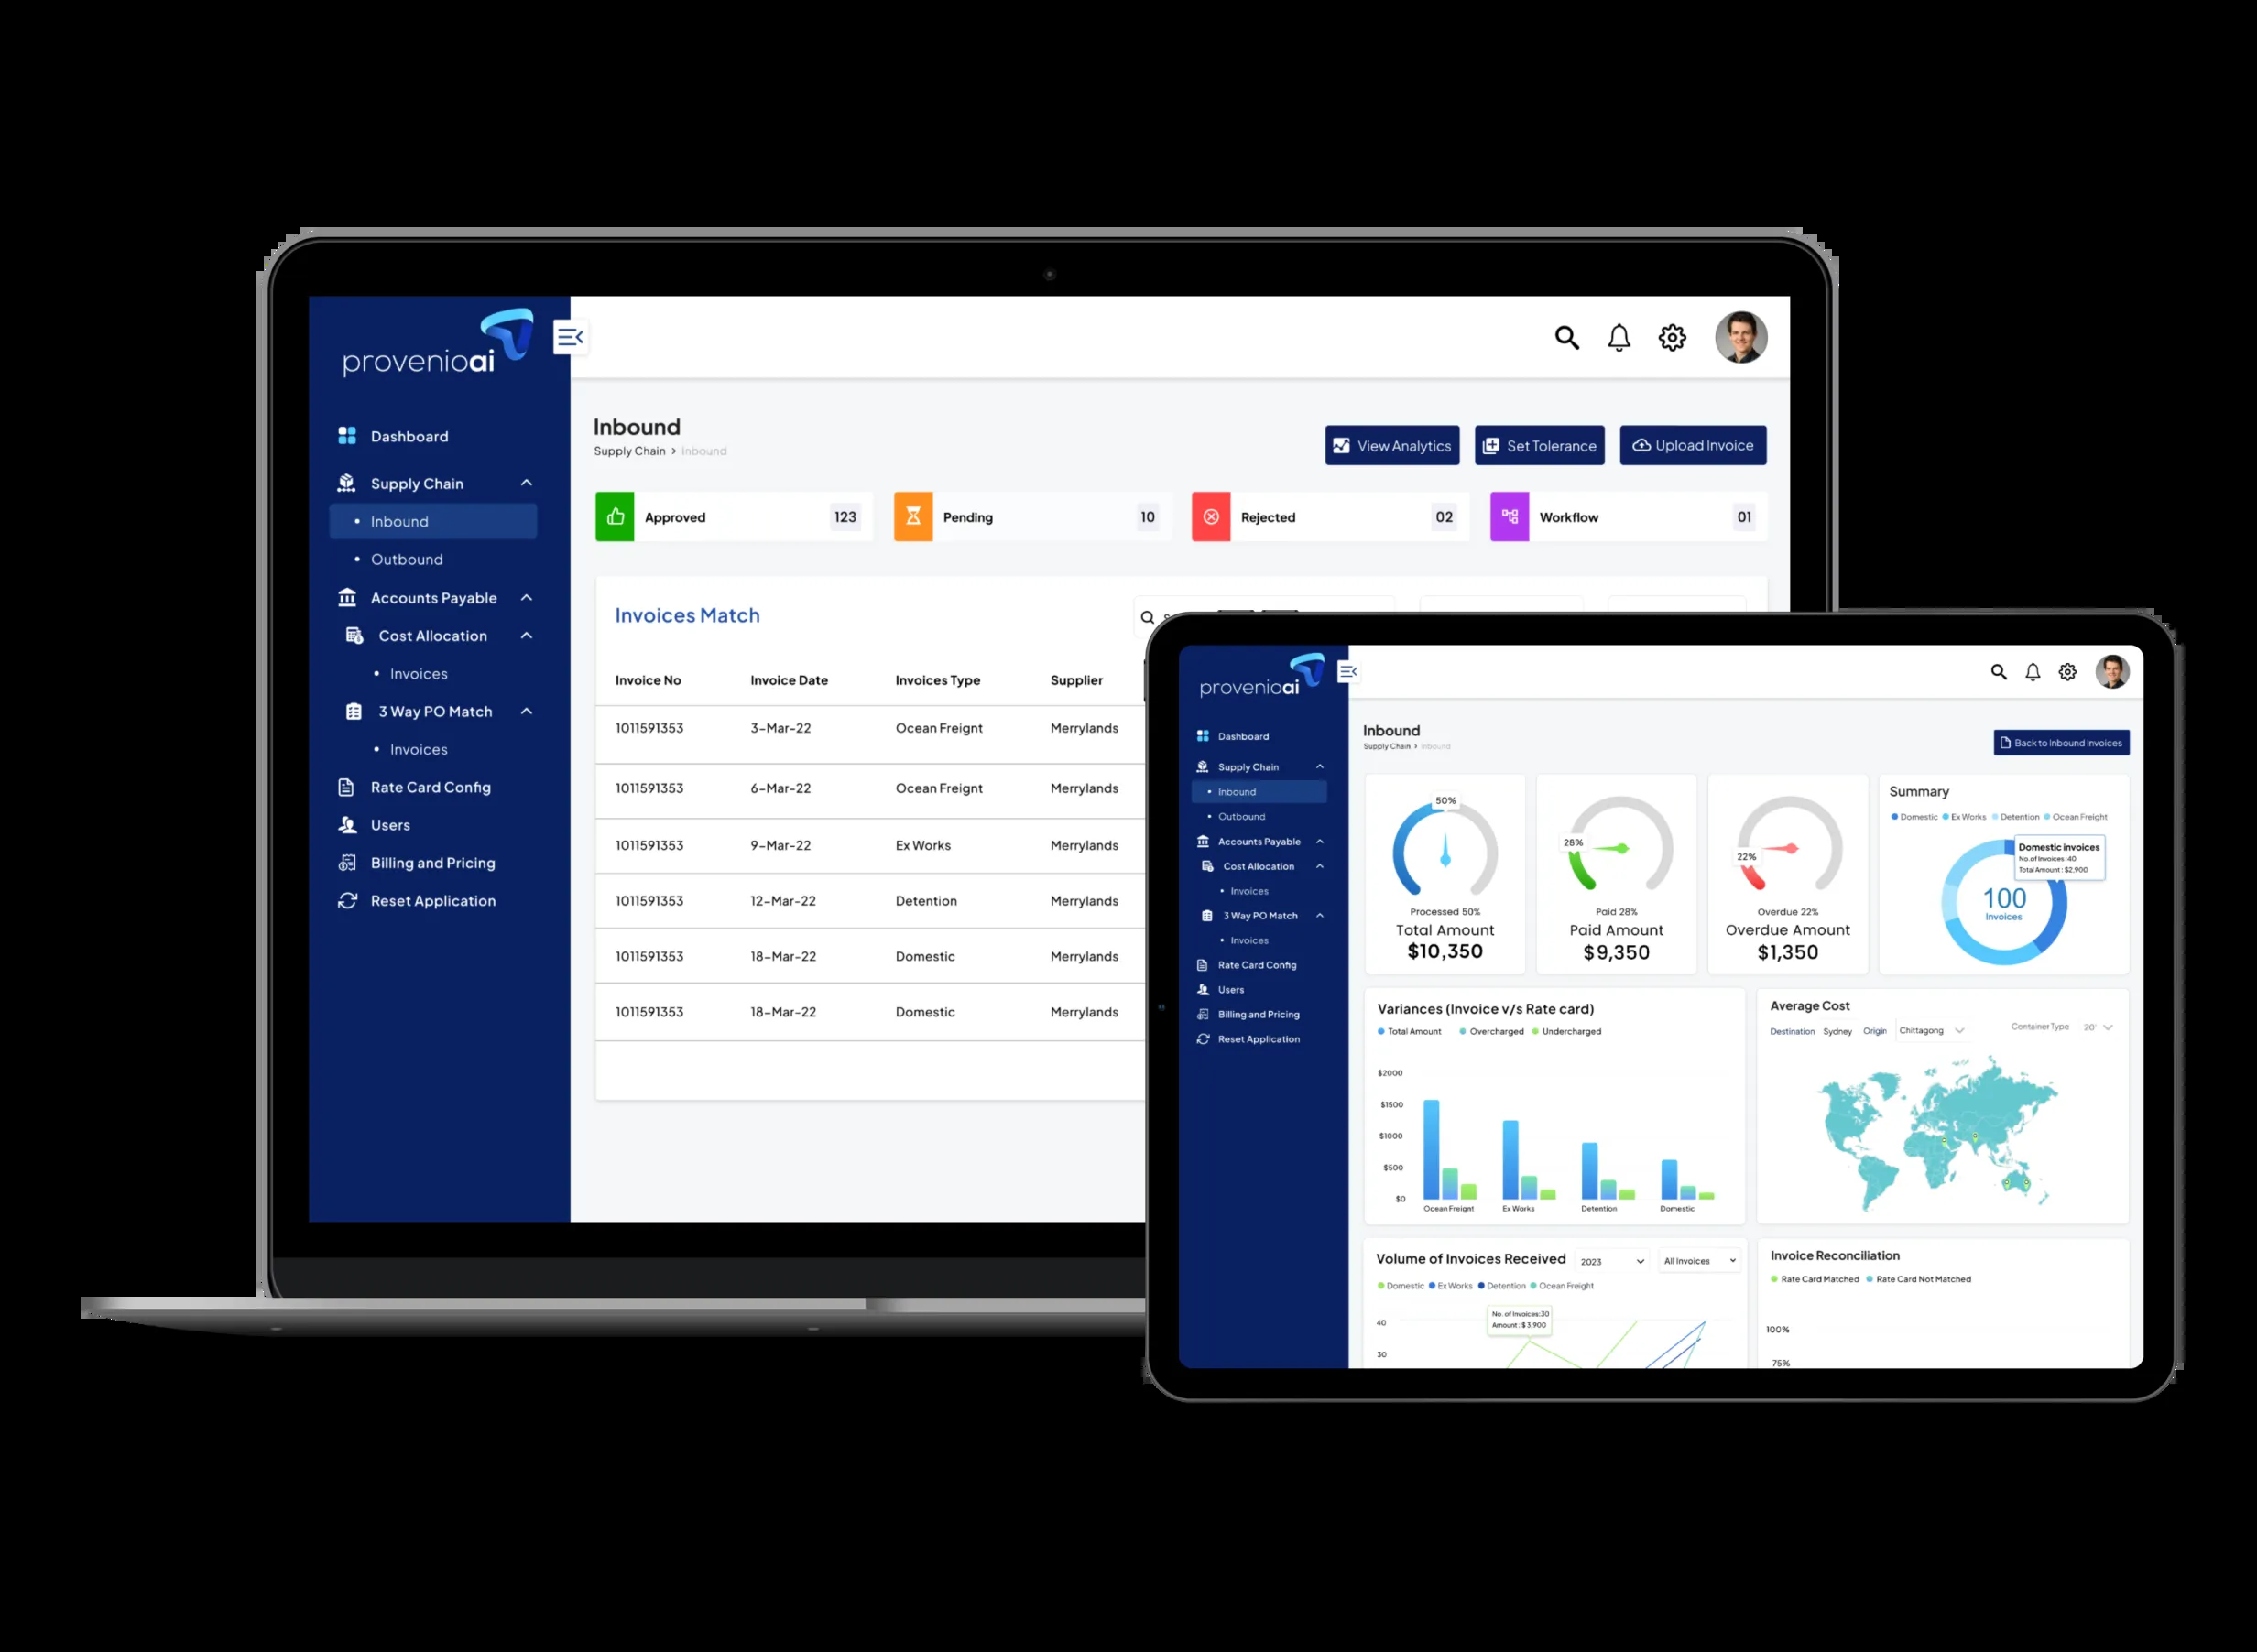 provenioai
Dashboard
Supply Chain
Inbound
Outbound
Accounts Payable
Cost Allocation
Invoices
3 Way PO Match
Invoices
Rate Card Config
Users
Billing and Pricing
Reset Application
Inbound
Supply Chain > Inbound
View Analytics Set Tolerance Upload Invoice
Approved 123 Pending 10 Rejected 02 Workflow 01
Invoices Match
Invoice No Invoice Date Invoices Type Supplier
1011591353 3-Mar-22 Ocean Freignt Merrylands
1011591353 6-Mar-22 Ocean Freignt Merrylands
1011591353 9-Mar-22 Ex Works Merrylands
1011591353 12-Mar-22 Detention Merrylands
1011591353 18-Mar-22 Domestic Merrylands
1011591353 18-Mar-22 Domestic Merrylands
provenioai
Dashboard
Supply Chain
Inbound
Outbound
Accounts Payable
Cost Allocation
Invoices
3 Way PO Match
Invoices
Rate Card Config
Users
Billing and Pricing
Reset Application
Inbound
Supply Chain > Inbound
Back to Inbound Invoices
50%
Processed 50%
Total Amount
$10,350
28%
Paid 28%
Paid Amount
$9,350
22%
Overdue 22%
Overdue Amount
$1,350
Summary
Domestic Ex Works Detention Ocean Freight
Domestic invoices
No.of Invoices :40
Total Amount : $2,900
100
Invoices
Variances (Invoice v/s Rate card)
Total Amount Overcharged Undercharged
$2000
$1500
$1000
$500
$0
Ocean Freignt Ex Works Detention Domestic
Average Cost
Destination Sydney Origin Chittagong Container Type 20'
Volume of Invoices Received 2023 All Invoices
Domestic Ex Works Detention Ocean Freight
No. of Invoices:30
Amount : $3,900
40
30
Invoice Reconciliation
Rate Card Matched Rate Card Not Matched
100%
75%